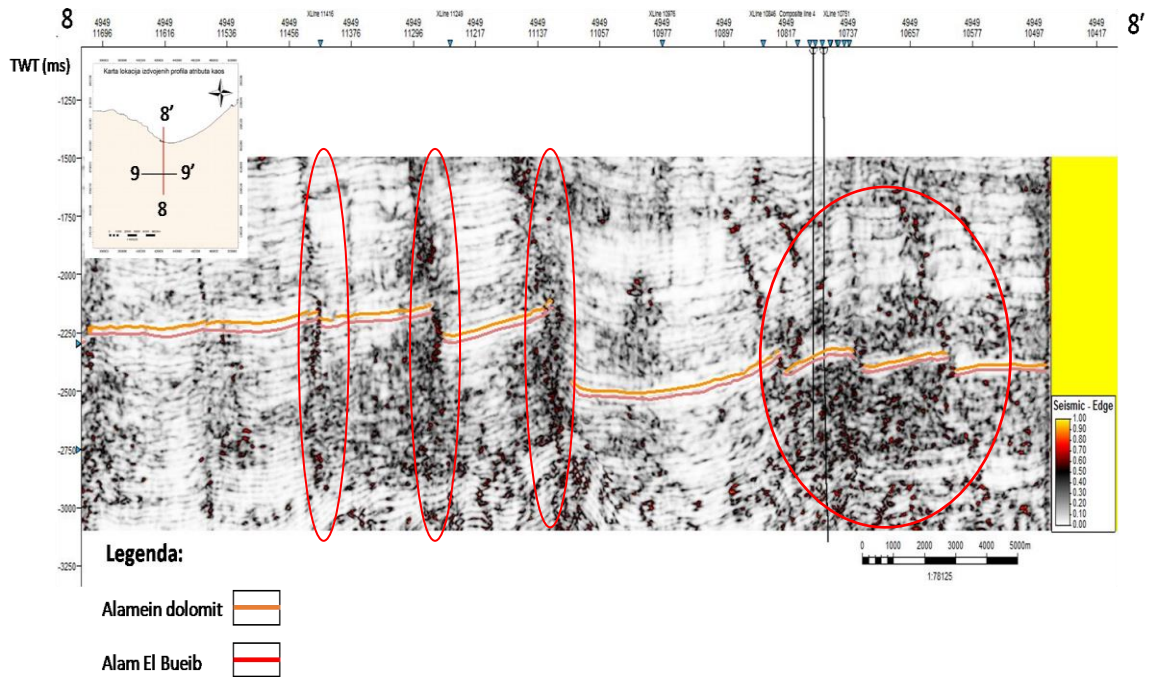 8
8’
XLine 11416
XLine 11249
XLine 10976
XLine 10846
Composite line 4
XLine 10751
4949 4949 4949 4949 4949 4949 4949 4949 4949 4949 4949 4949 4949 4949 4949 4949 4949
11696 11616 11536 11456 11376 11296 11217 11137 11057 10977 10897 10817 10737 10657 10577 10497 10417
TWT (ms)
Karta lokacija izdvojenih profila atributa kaos
8’
9
9’
8
-1250
-1500
-1750
-2000
-2250
-2500
-2750
-3000
-3250
Seismic - Edge
1.00
0.90
0.80
0.70
0.60
0.50
0.40
0.30
0.20
0.10
0.00
0 1000 2000 3000 4000 5000m
1:78125
Legenda:
Alamein dolomit
Alam El Bueib